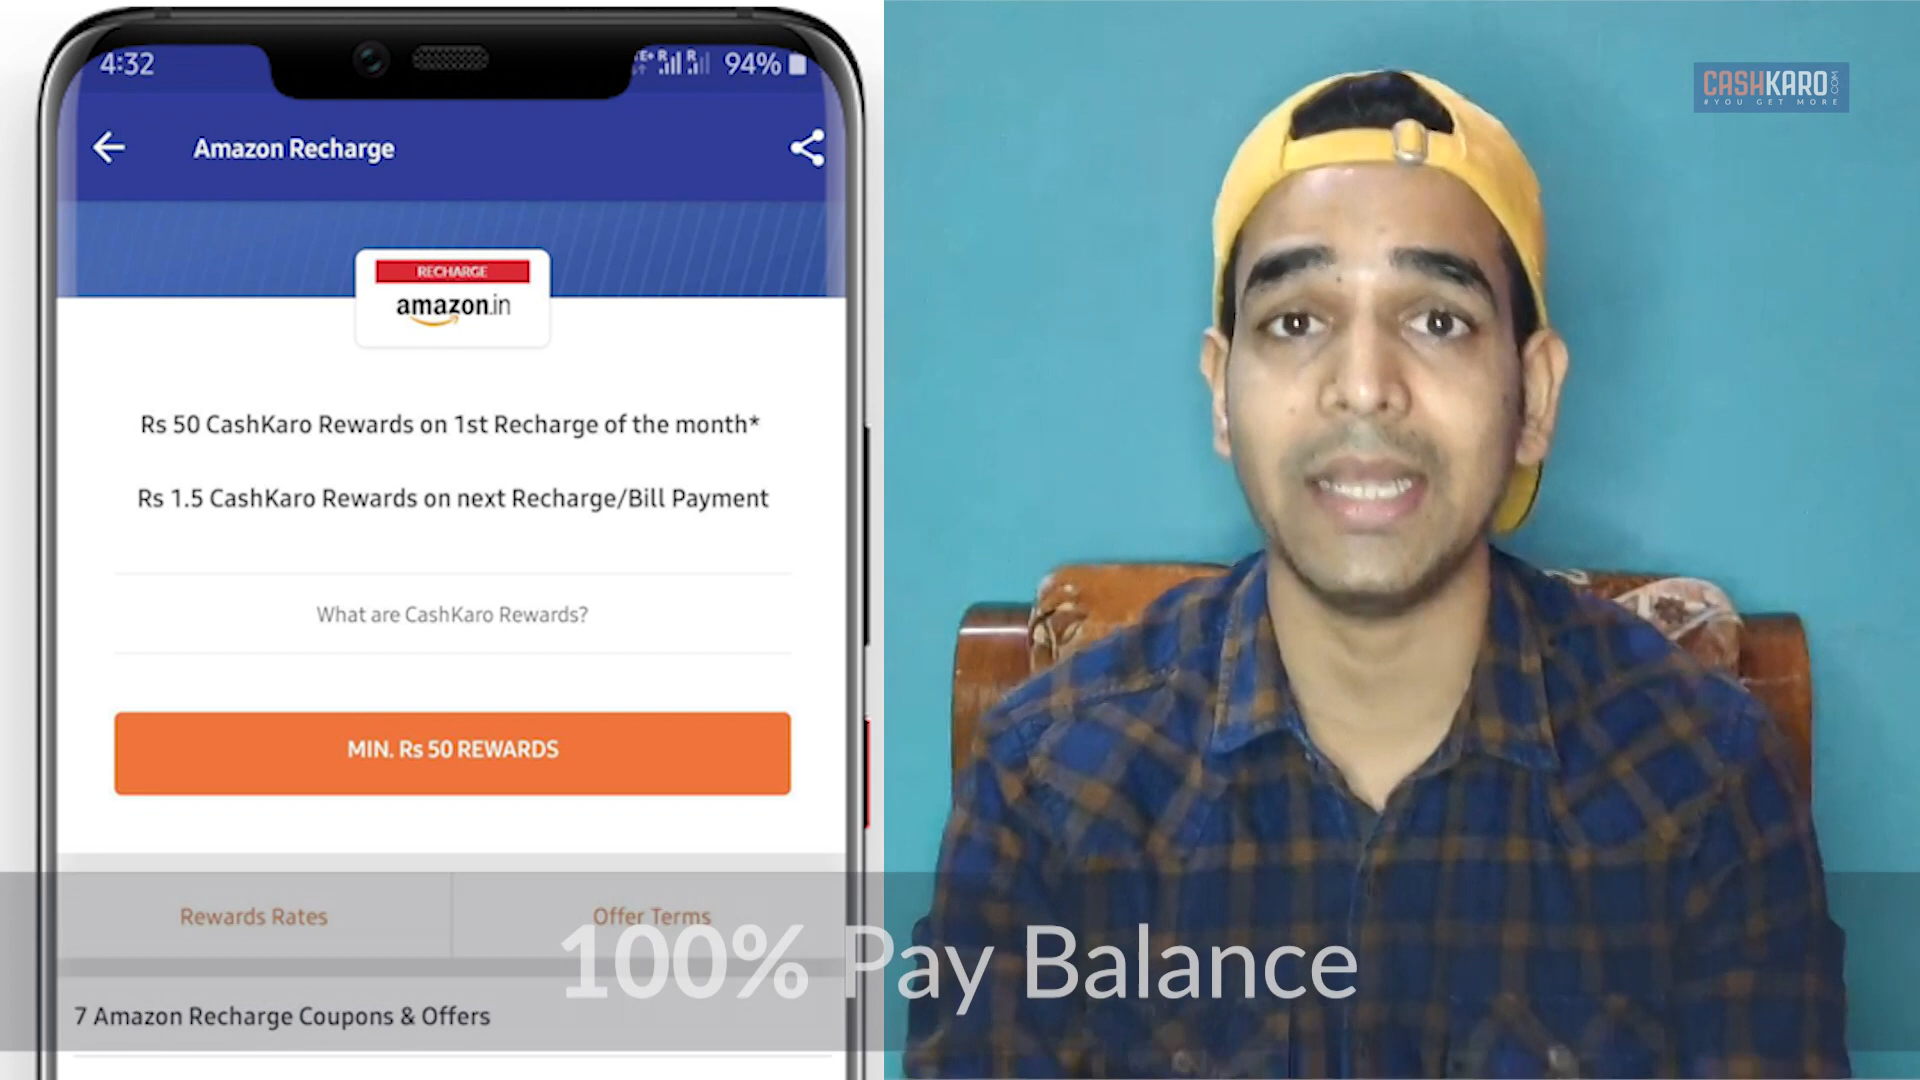 4:32
94%
Amazon Recharge
RECHARGE
amazon.in
Rs 50 CashKaro Rewards on 1st Recharge of the month*
Rs 1.5 CashKaro Rewards on next Recharge/Bill Payment
What are CashKaro Rewards?
MIN. Rs 50 REWARDS
Rewards Rates
Offer Terms
100% Pay Balance
7 Amazon Recharge Coupons & Offers
CASHKARO.COM
#YOU GET MORE